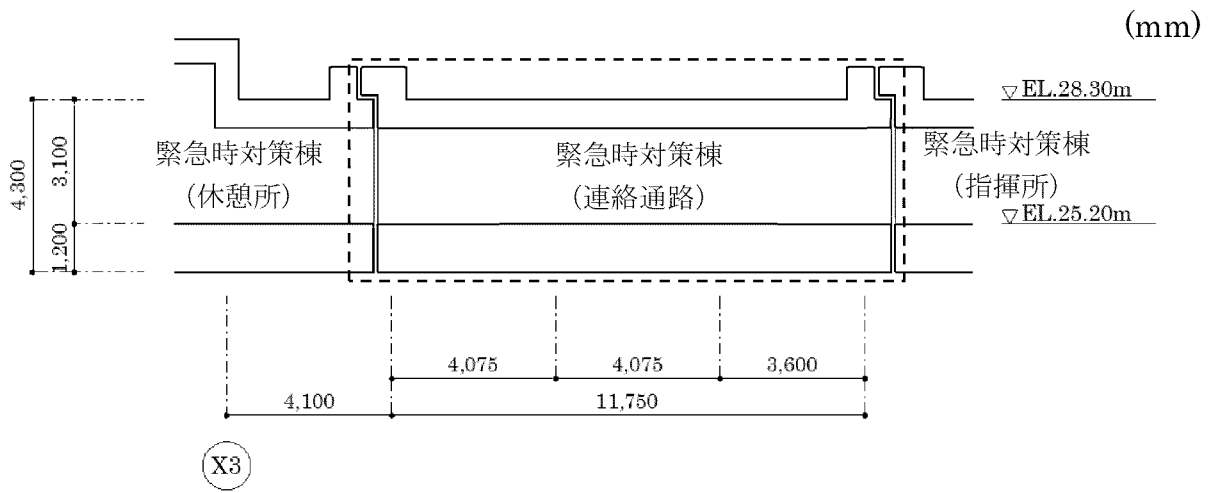 (mm)
▽ EL.28.30m
緊急時対策棟
(休憩所)
緊急時対策棟
(連絡通路)
緊急時対策棟
(指揮所)
▽ EL.25.20m
4,300
3,100
1,200
4,075
4,075
3,600
4,100
11,750
X3